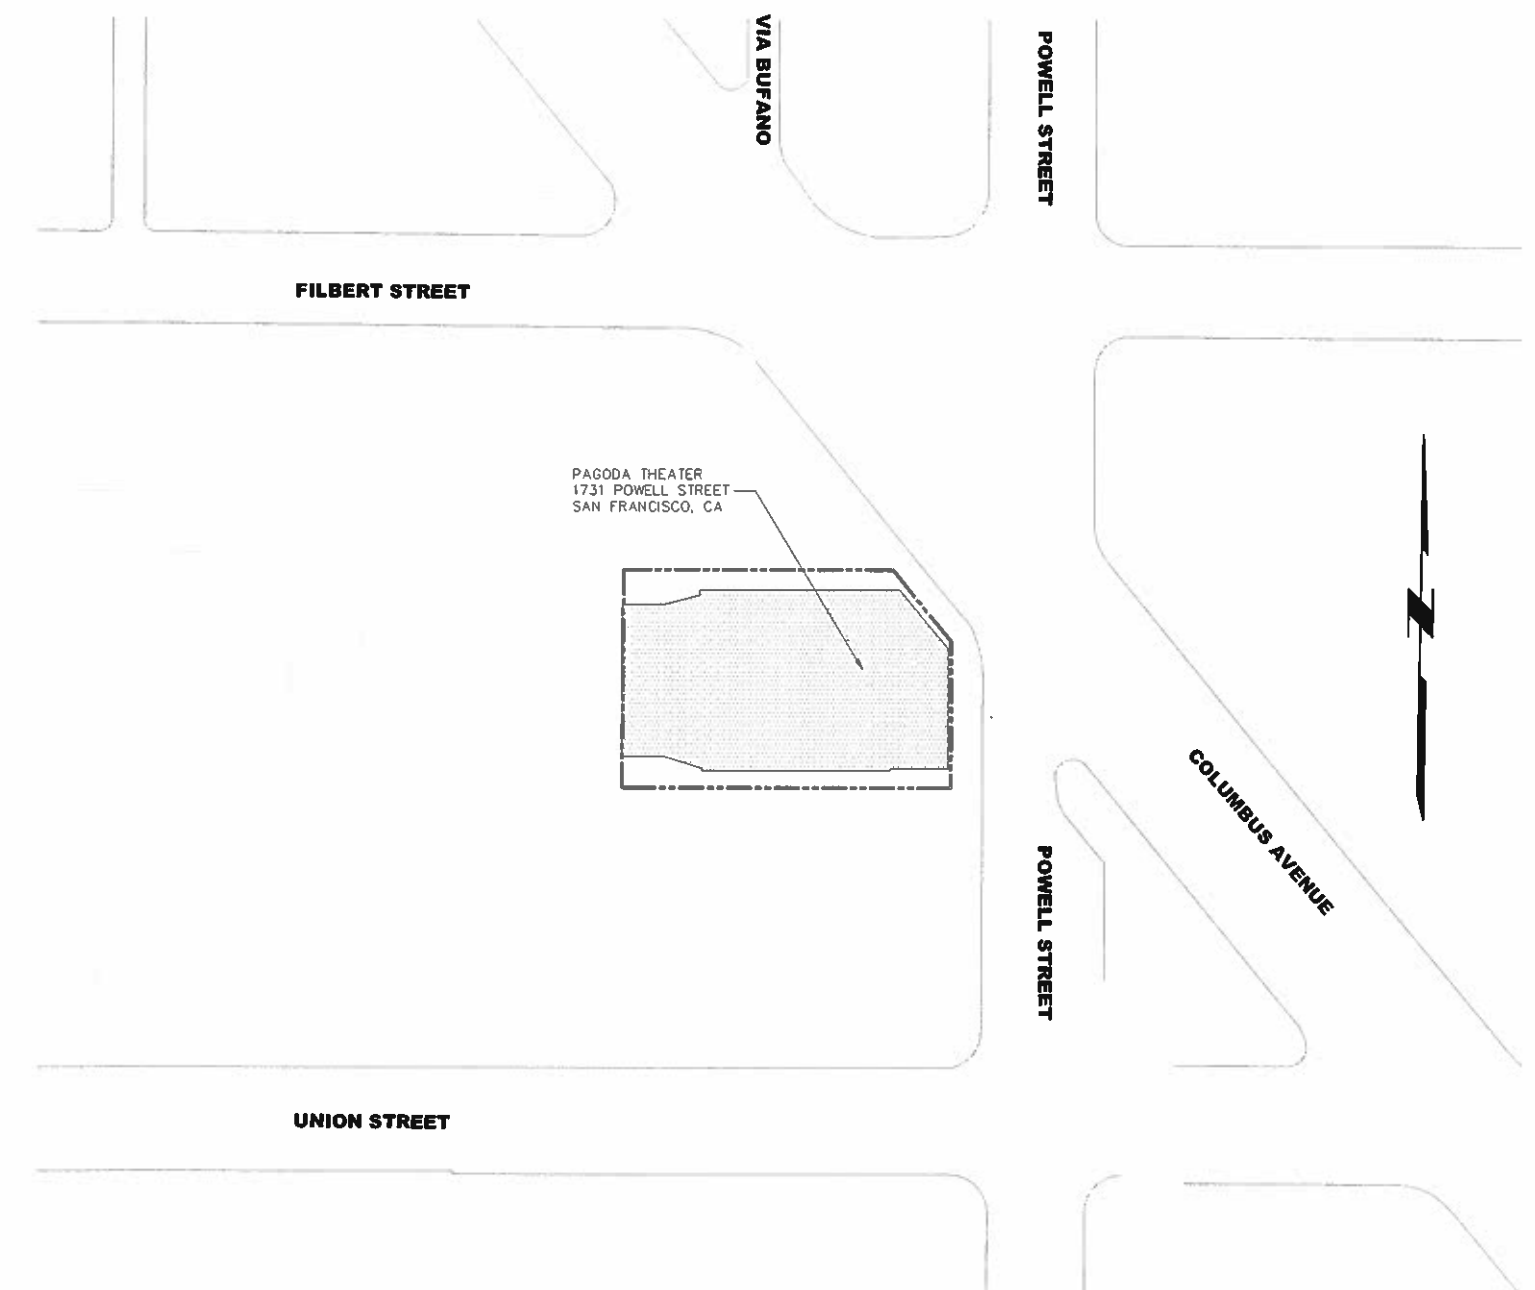 VIA BUFANO
POWELL STREET
FILBERT STREET
PAGODA THEATER
1731 POWELL STREET
SAN FRANCISCO, CA
COLUMBUS AVENUE
POWELL STREET
UNION STREET
N